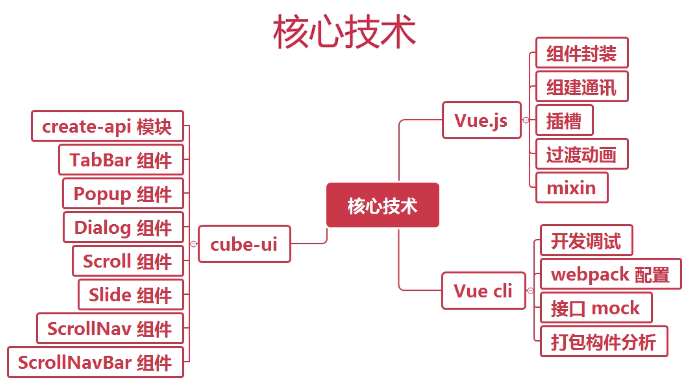 核心技术
核心技术
Vue.js
组件封装
组建通讯
插槽
过渡动画
mixin
Vue cli
开发调试
webpack 配置
接口 mock
打包构件分析
cube-ui
create-api 模块
TabBar 组件
Popup 组件
Dialog 组件
Scroll 组件
Slide 组件
ScrollNav 组件
ScrollNavBar 组件